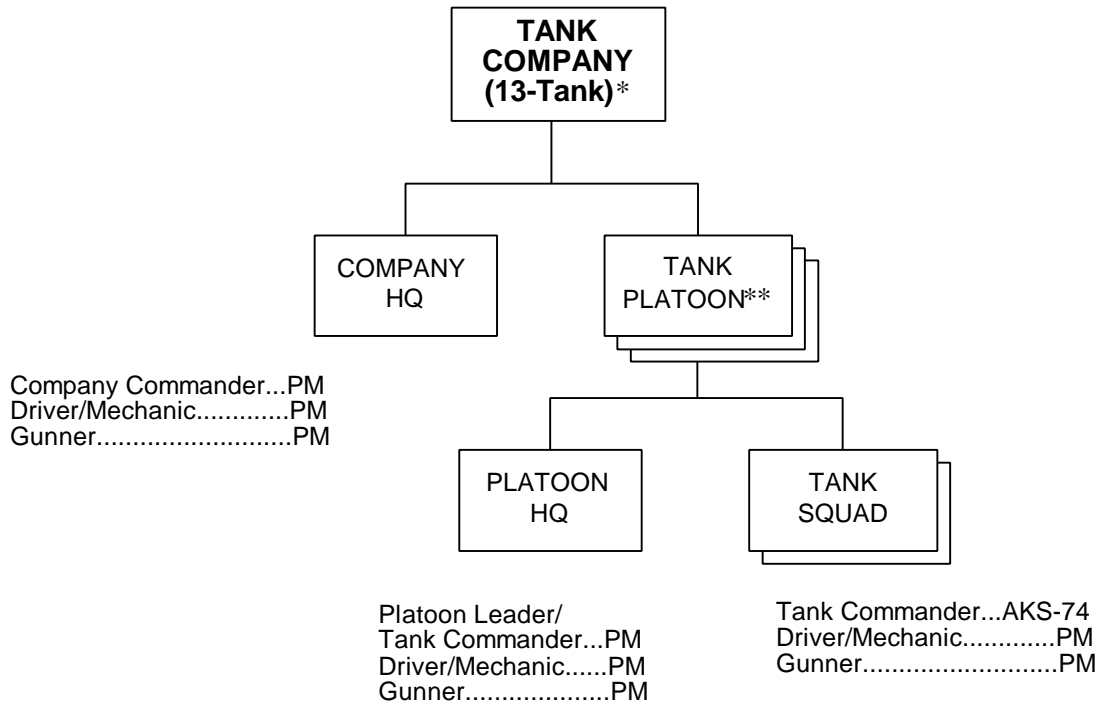 TANK
COMPANY
(13-Tank)*
COMPANY
HQ
TANK
PLATOON**
Company Commander...PM
Driver/Mechanic.............PM
Gunner...........................PM
PLATOON
HQ
TANK
SQUAD
Platoon Leader/
Tank Commander...PM
Driver/Mechanic......PM
Gunner....................PM
Tank Commander...AKS-74
Driver/Mechanic.............PM
Gunner...........................PM